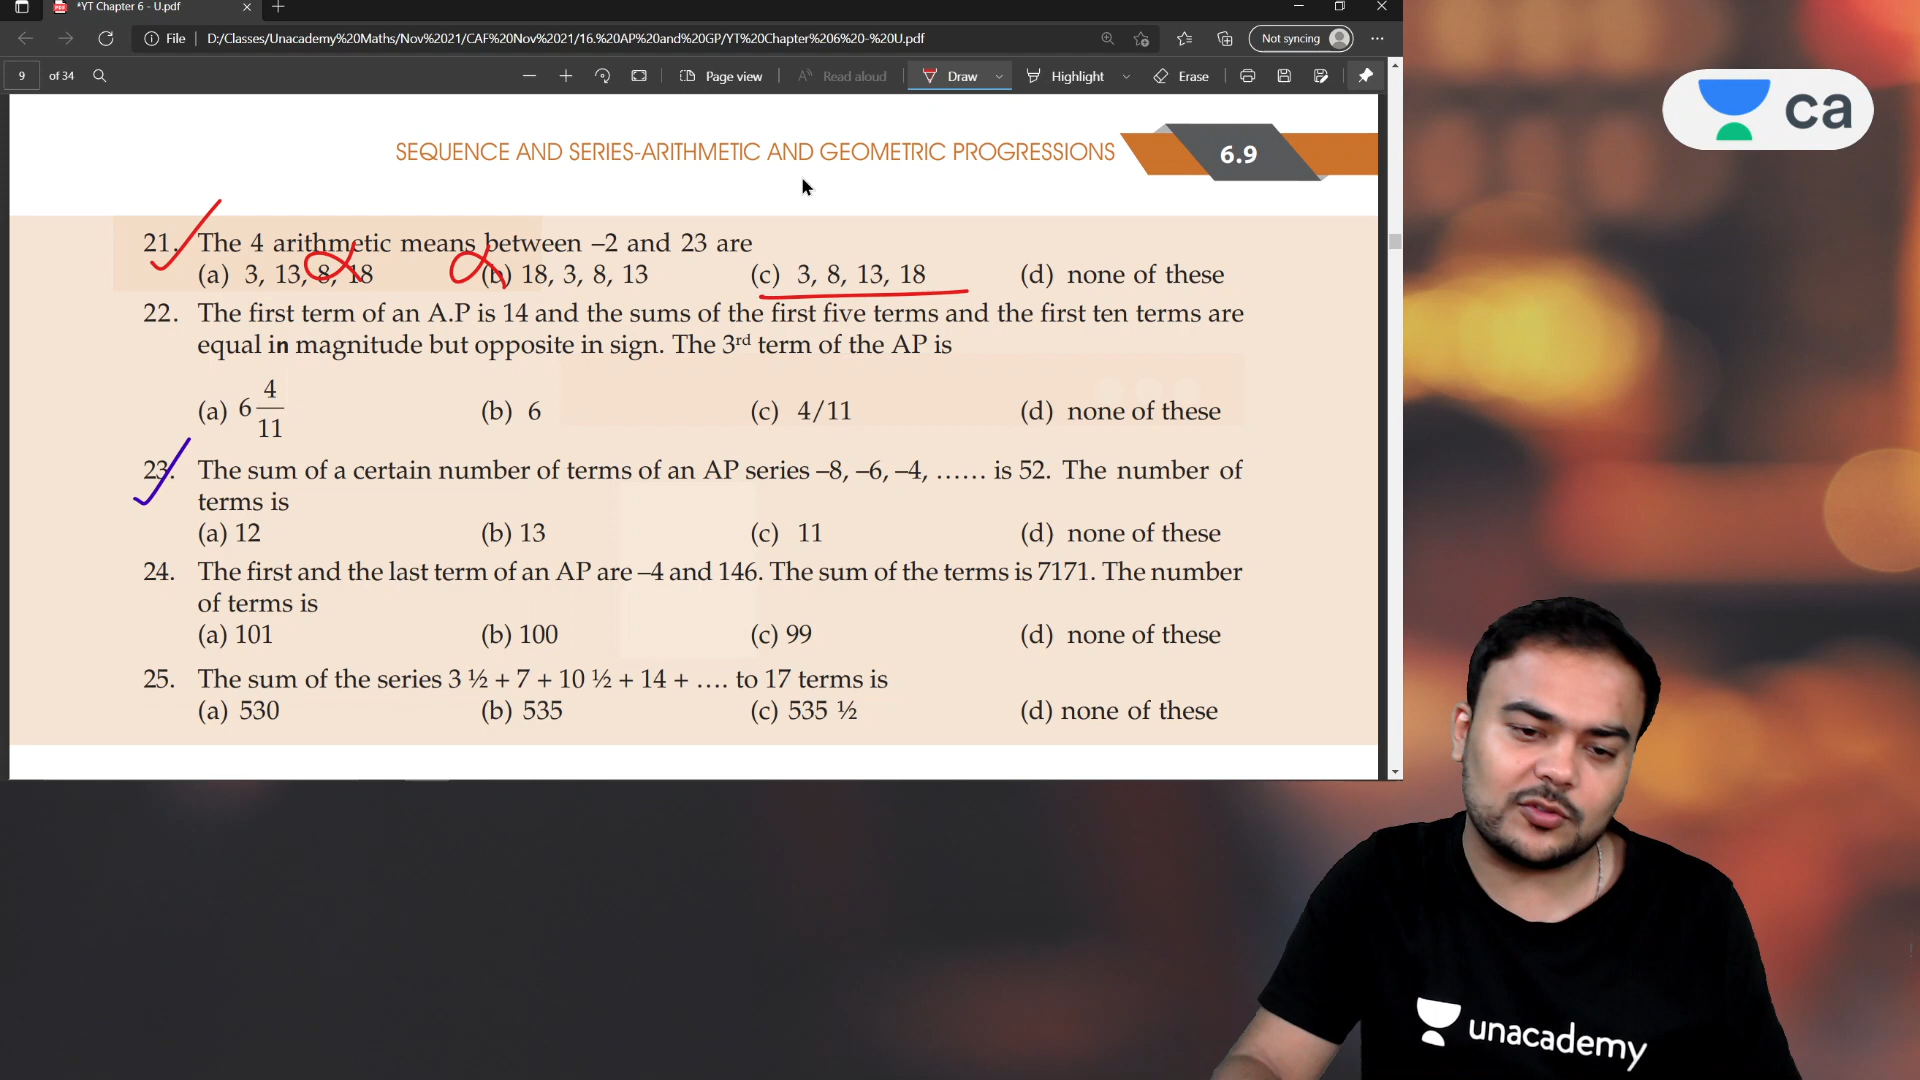 *YT Chapter 6 - U.pdf
File | D:/Classes/Unacademy%20Maths/Nov%2021/CAF%20Nov%2021/16.%20AP%20and%20GP/YT%20Chapter%206%20-%20U.pdf
Not syncing
9 of 34
Page view
Read aloud
Draw
Highlight
Erase
ca
SEQUENCE AND SERIES-ARITHMETIC AND GEOMETRIC PROGRESSIONS 6.9
21. The 4 arithmetic means between –2 and 23 are
(a) 3, 13, 8, 18 (b) 18, 3, 8, 13 (c) 3, 8, 13, 18 (d) none of these
22. The first term of an A.P is 14 and the sums of the first five terms and the first ten terms are
equal in magnitude but opposite in sign. The 3rd term of the AP is
(a) 6 4/11 (b) 6 (c) 4/11 (d) none of these
23. The sum of a certain number of terms of an AP series –8, –6, –4, …… is 52. The number of
terms is
(a) 12 (b) 13 (c) 11 (d) none of these
24. The first and the last term of an AP are –4 and 146. The sum of the terms is 7171. The number
of terms is
(a) 101 (b) 100 (c) 99 (d) none of these
25. The sum of the series 3 ½ + 7 + 10 ½ + 14 + …. to 17 terms is
(a) 530 (b) 535 (c) 535 ½ (d) none of these
unacademy